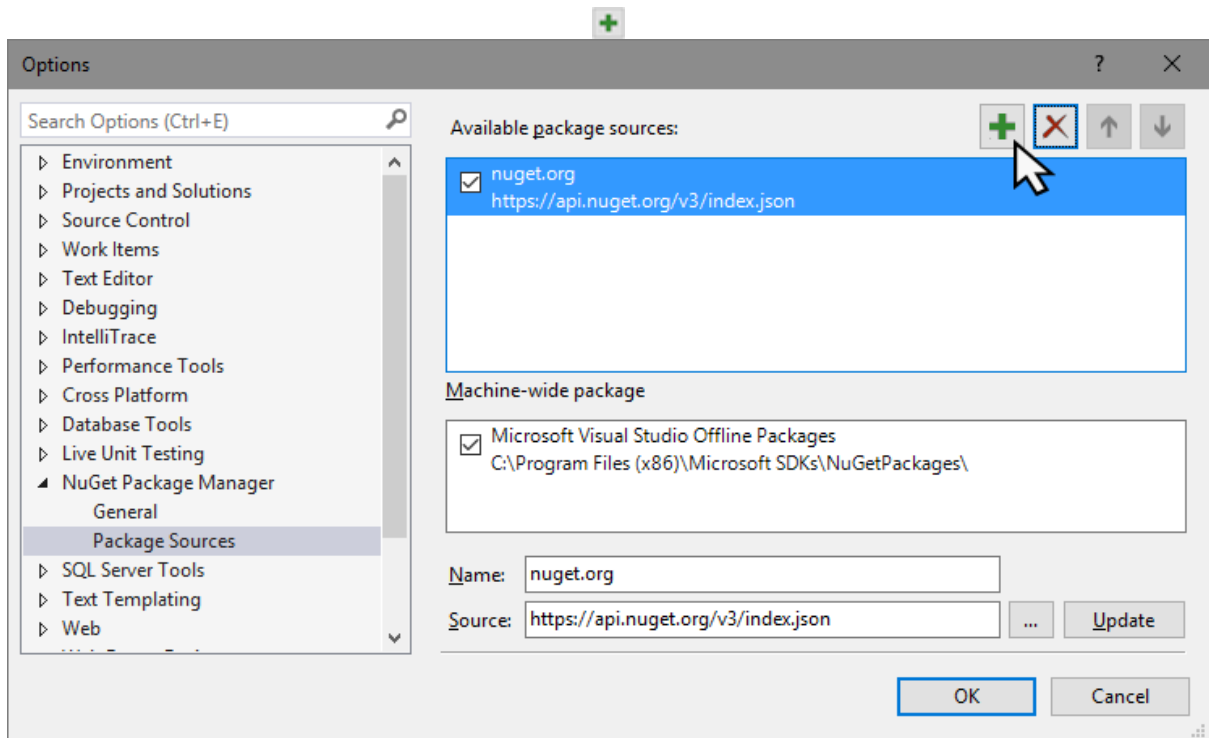 Options
?
Search Options (Ctrl+E)
Environment
Projects and Solutions
Source Control
Work Items
Text Editor
Debugging
IntelliTrace
Performance Tools
Cross Platform
Database Tools
Live Unit Testing
NuGet Package Manager
General
Package Sources
SQL Server Tools
Text Templating
Web
Available package sources:
nuget.org
https://api.nuget.org/v3/index.json
Machine-wide package
Microsoft Visual Studio Offline Packages
C:\Program Files (x86)\Microsoft SDKs\NuGetPackages\
Name: nuget.org
Source: https://api.nuget.org/v3/index.json ... Update
OK Cancel